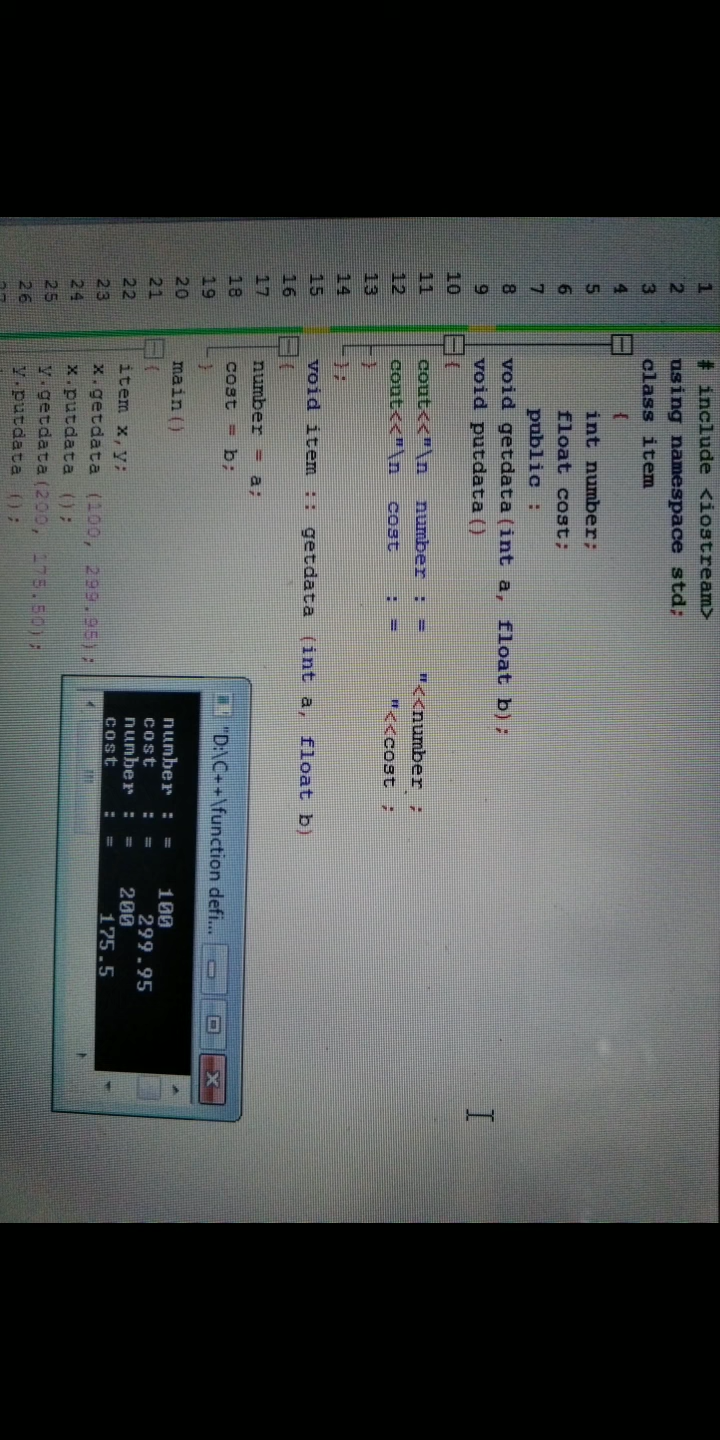 1 # include <iostream>
2 using namespace std;
3 class item
4 {
5 int number;
6 float cost;
7 public :
8 void getdata(int a, float b);
9 void putdata()
10 {
11 cout<<"\n number : = "<<number ;
12 cout<<"\n cost : = "<<cost ;
13 }
14 };
15 void item :: getdata (int a, float b)
16 {
17 number = a;
18 cost = b;
19 }
20 main()
21 {
22 item x,y;
23 x.getdata (100, 299.95);
24 x.putdata ();
25 y.getdata(200, 175.50);
26 y.putdata ();
"D:\C++\function defi...
number : = 100
cost : = 299.95
number : = 200
cost : = 175.5